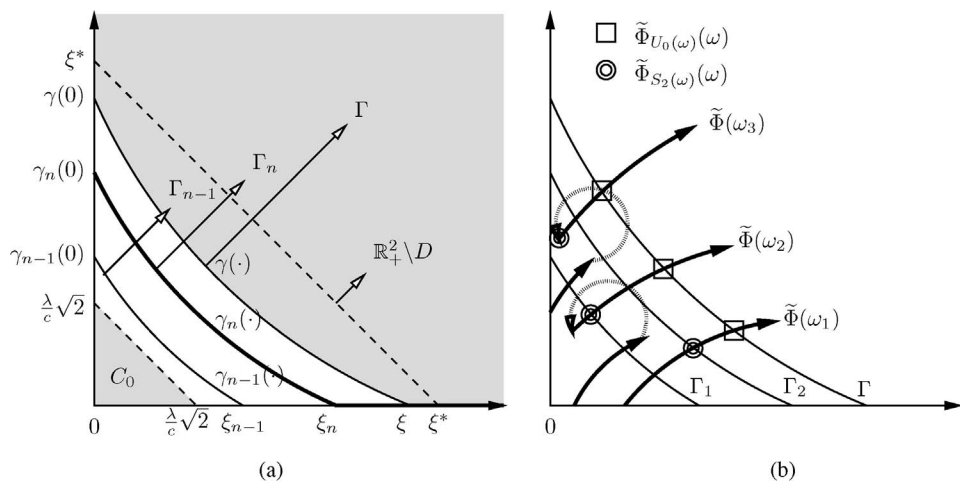 ξ*
γ(0)
γₙ(0)
γₙ₋₁(0)
λ/c √2
0
C₀
Γₙ₋₁
Γₙ
Γ
ℝ²₊\D
γ(·)
γₙ(·)
γₙ₋₁(·)
λ/c √2
ξₙ₋₁
ξₙ
ξ
ξ*
(a)
Φ̃_{U₀(ω)}(ω)
Φ̃_{S₂(ω)}(ω)
Φ̃(ω₃)
Φ̃(ω₂)
Φ̃(ω₁)
Γ₁
Γ₂
Γ
0
(b)